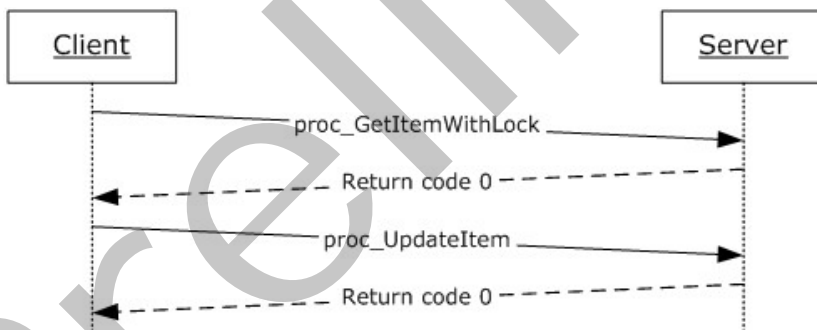 Client
Server
proc_GetItemWithLock
Return code 0
proc_UpdateItem
Return code 0